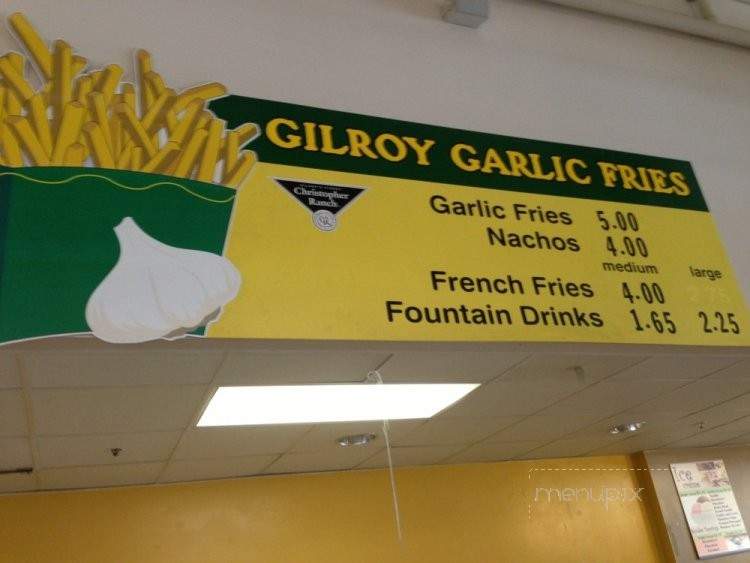 GILROY GARLIC FRIES
Christopher
Ranch
Garlic Fries 5.00
Nachos 4.00
medium large
French Fries 4.00
Fountain Drinks 1.65 2.25
menupix
Ice